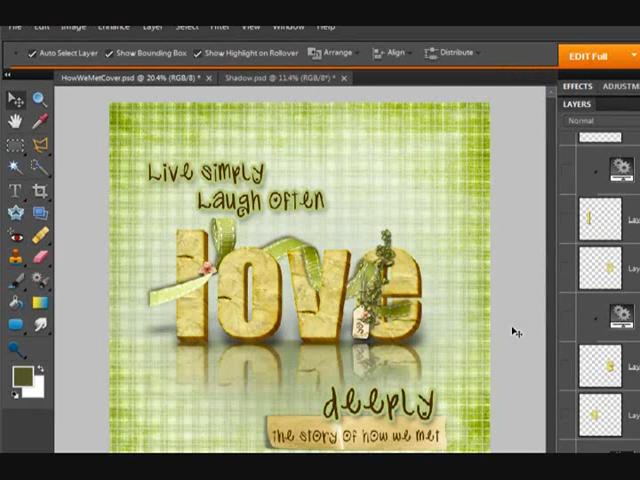 File Edit Image Enhance Layer Select Filter View Window Help
Auto Select Layer Show Bounding Box Show Highlight on Rollover Arrange Align Distribute EDIT Full
HowWeMetCover.psd @ 20.4% (RGB/8) * × Shadow.psd @ 11.4% (RGB/8*) * ×
EFFECTS ADJUSTM
LAYERS
Normal
Live simply
Laugh Often
love
deeply
the story of how we met